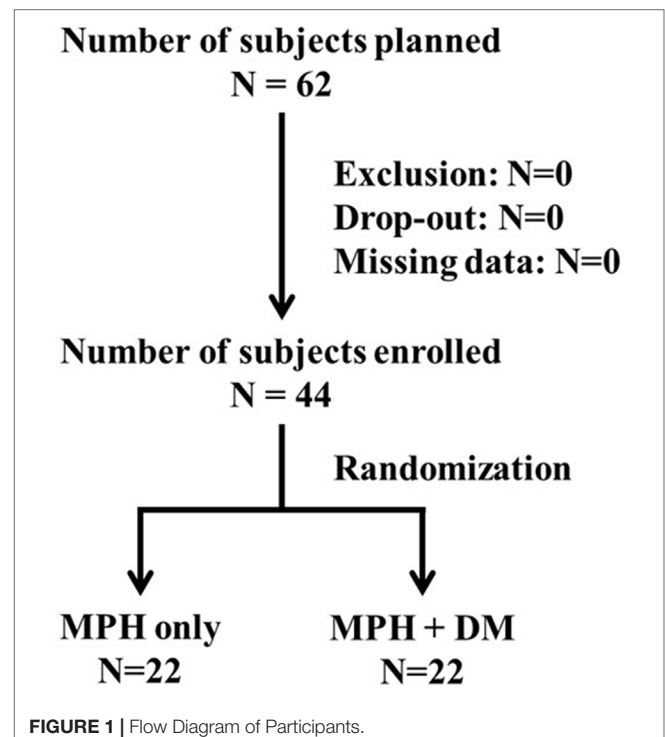 Number of subjects planned
N = 62
Exclusion: N=0
Drop-out: N=0
Missing data: N=0
Number of subjects enrolled
N = 44
Randomization
MPH only
N=22
MPH + DM
N=22
FIGURE 1 | Flow Diagram of Participants.